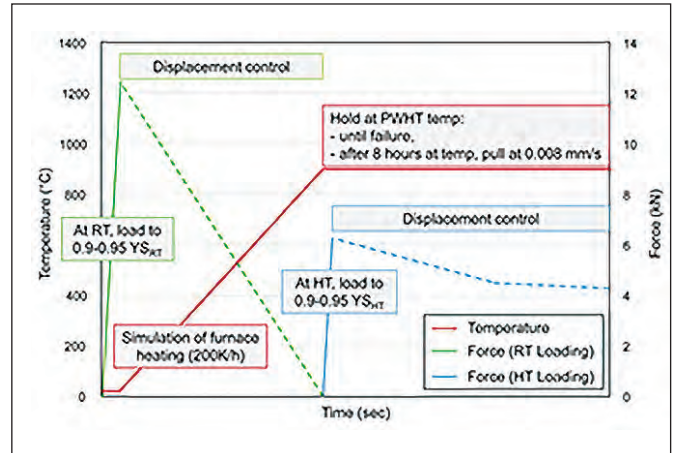 1400
1200
1000
800
600
400
200
0
Temperature (°C)
14
12
10
8
6
4
2
0
Force (kN)
Displacement control
Hold at PWHT temp:
- until failure,
- after 8 hours at temp, pull at 0.008 mm/s
At RT, load to
0.9-0.95 YS_RT
Displacement control
At HT, load to
0.9-0.95 YS_HT
Simulation of furnace
heating (200K/h)
Temperature
Force (RT Loading)
Force (HT Loading)
Time (sec)